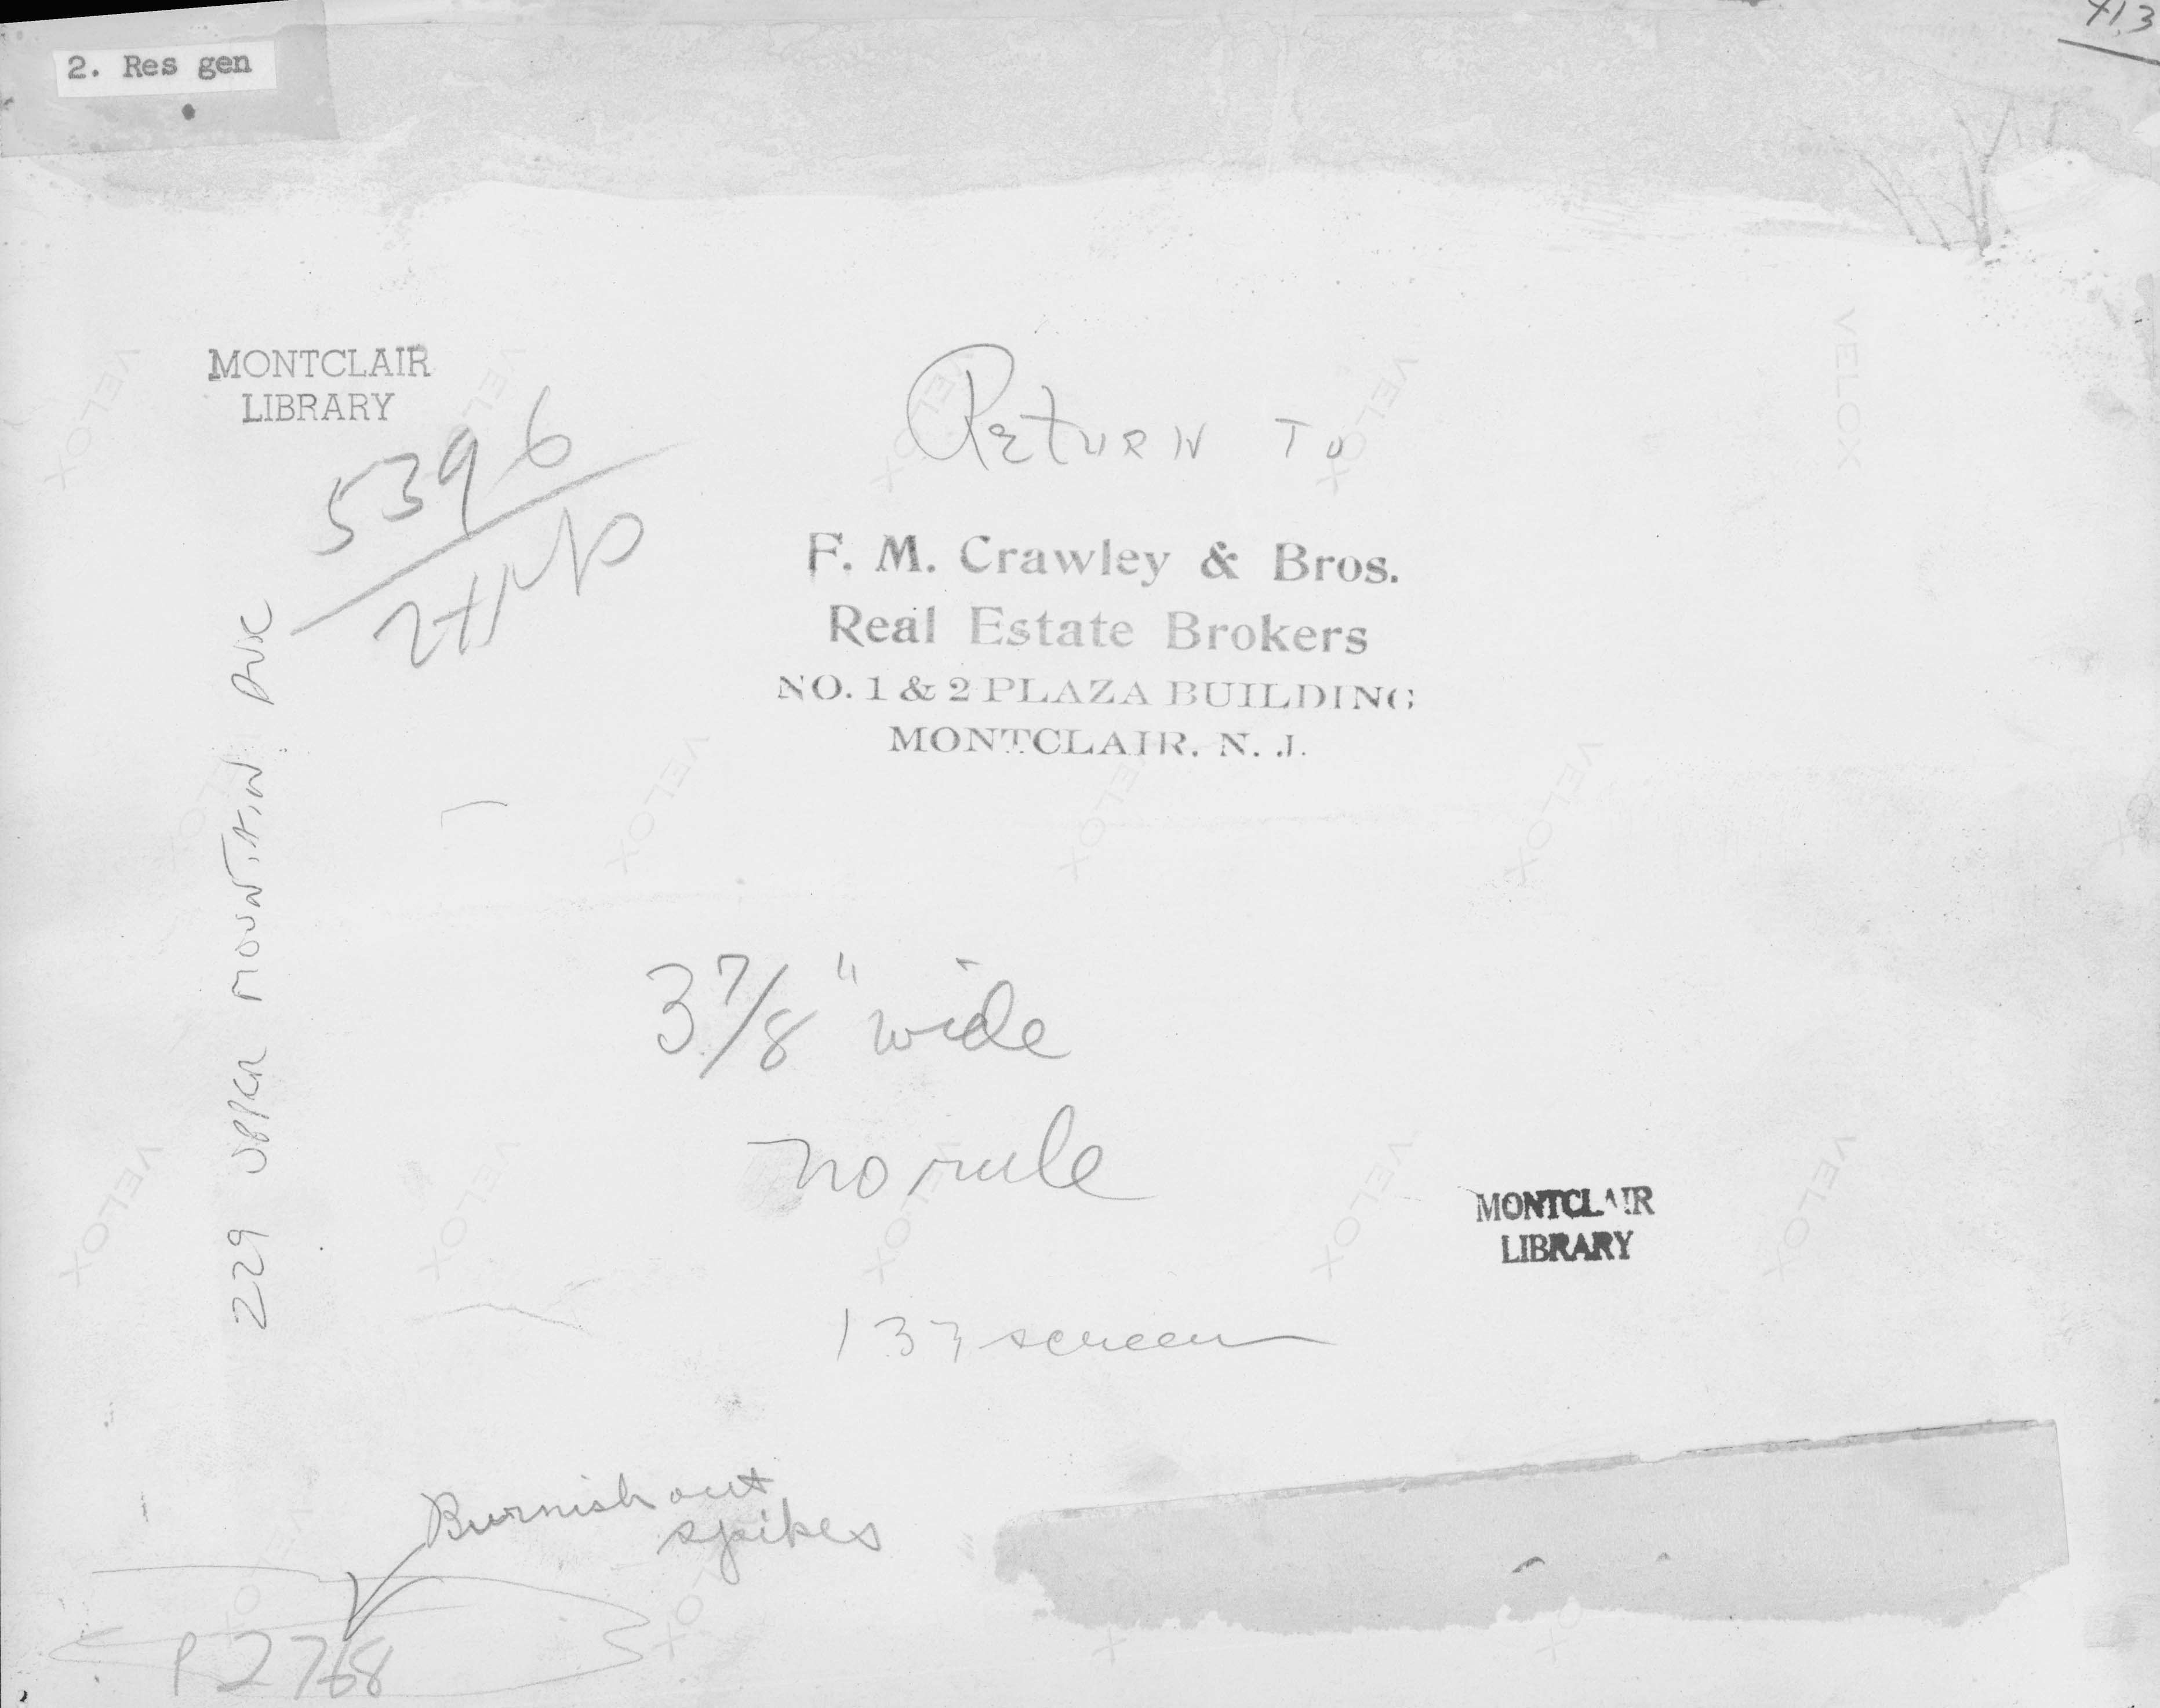 2. Res gen
MONTCLAIR
LIBRARY
5396
RETURN TO
F. M. Crawley & Bros.
Real Estate Brokers
NO. 1 & 2 PLAZA BUILDING
MONTCLAIR, N. J.
229 UPPER MOUNTAIN AVE
3 7/8" wide
no rule
133 screen
MONTCLAIR
LIBRARY
Burnish out
spikes
P 2768
VELOX